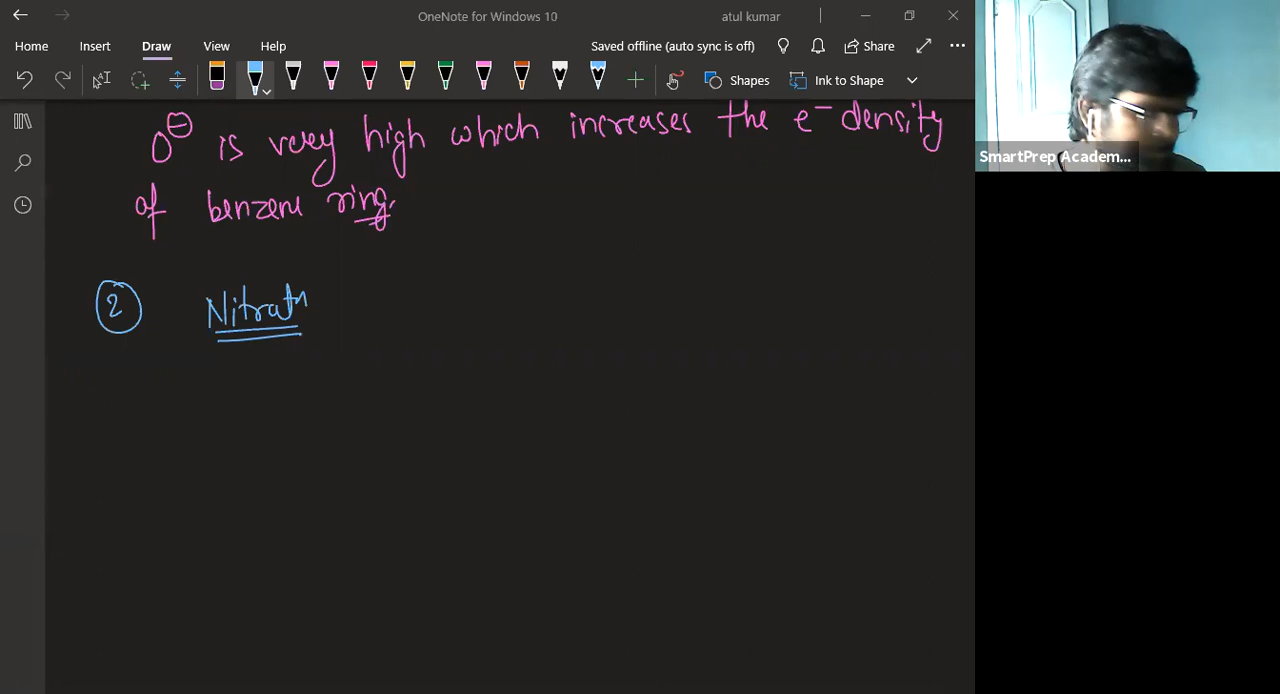 OneNote for Windows 10
atul kumar
Home Insert Draw View Help
Saved offline (auto sync is off)
Share
Shapes
Ink to Shape
O⊖ is very high which increases the e⁻ density
of benzene ring.
SmartPrep Academ...
② Nitratn